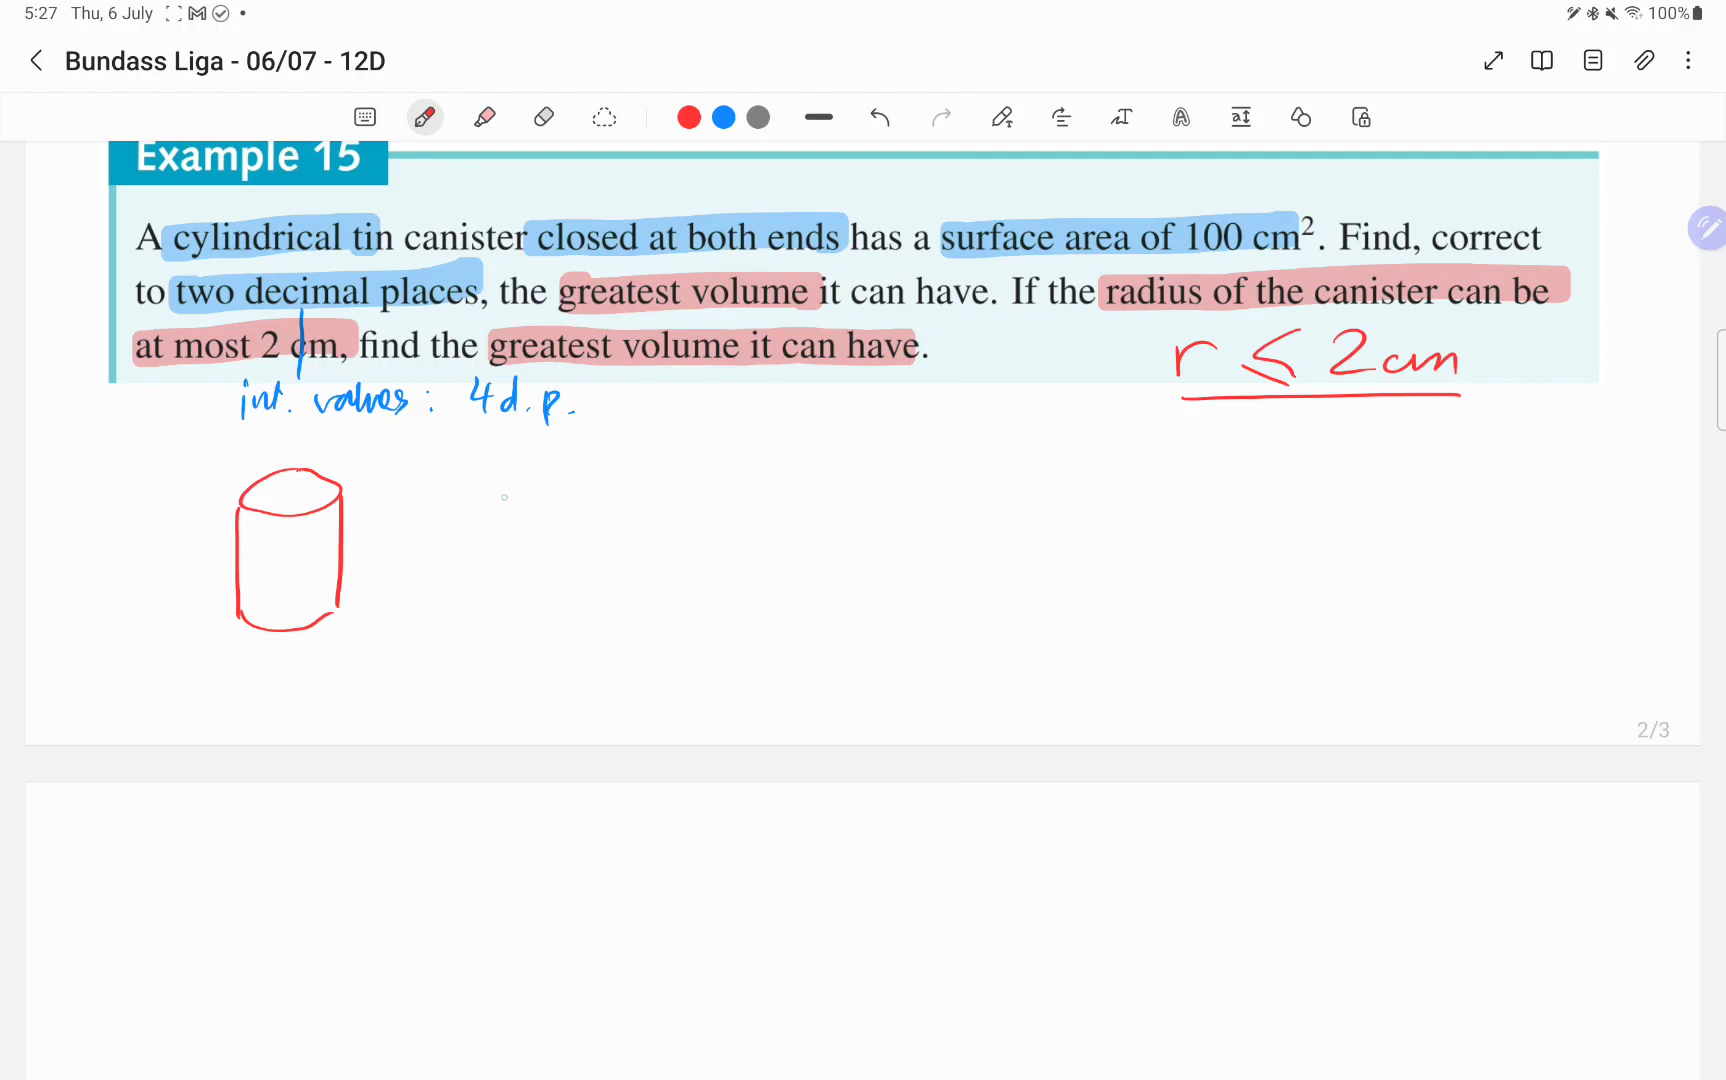 5:27 Thu, 6 July 100%
Bundass Liga - 06/07 - 12D
Example 15
A cylindrical tin canister closed at both ends has a surface area of 100 cm². Find, correct
to two decimal places, the greatest volume it can have. If the radius of the canister can be
at most 2 cm, find the greatest volume it can have.
r ≤ 2cm
int. values: 4 d.p.
2/3